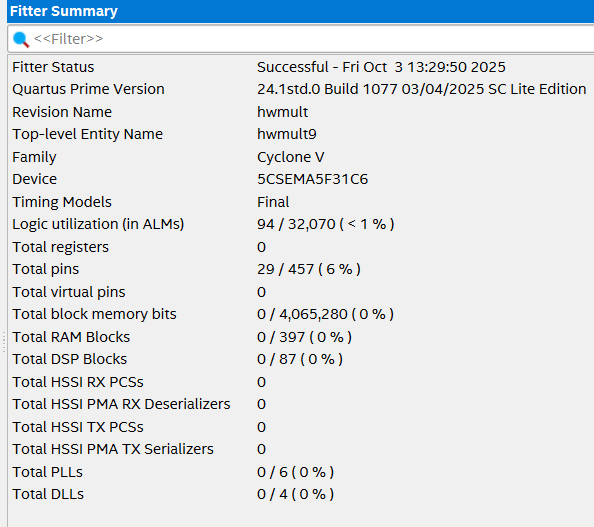 Fitter Summary
<<Filter>>
Fitter Status Successful - Fri Oct 3 13:29:50 2025
Quartus Prime Version 24.1std.0 Build 1077 03/04/2025 SC Lite Edition
Revision Name hwmult
Top-level Entity Name hwmult9
Family Cyclone V
Device 5CSEMA5F31C6
Timing Models Final
Logic utilization (in ALMs) 94 / 32,070 ( < 1 % )
Total registers 0
Total pins 29 / 457 ( 6 % )
Total virtual pins 0
Total block memory bits 0 / 4,065,280 ( 0 % )
Total RAM Blocks 0 / 397 ( 0 % )
Total DSP Blocks 0 / 87 ( 0 % )
Total HSSI RX PCSs 0
Total HSSI PMA RX Deserializers 0
Total HSSI TX PCSs 0
Total HSSI PMA TX Serializers 0
Total PLLs 0 / 6 ( 0 % )
Total DLLs 0 / 4 ( 0 % )